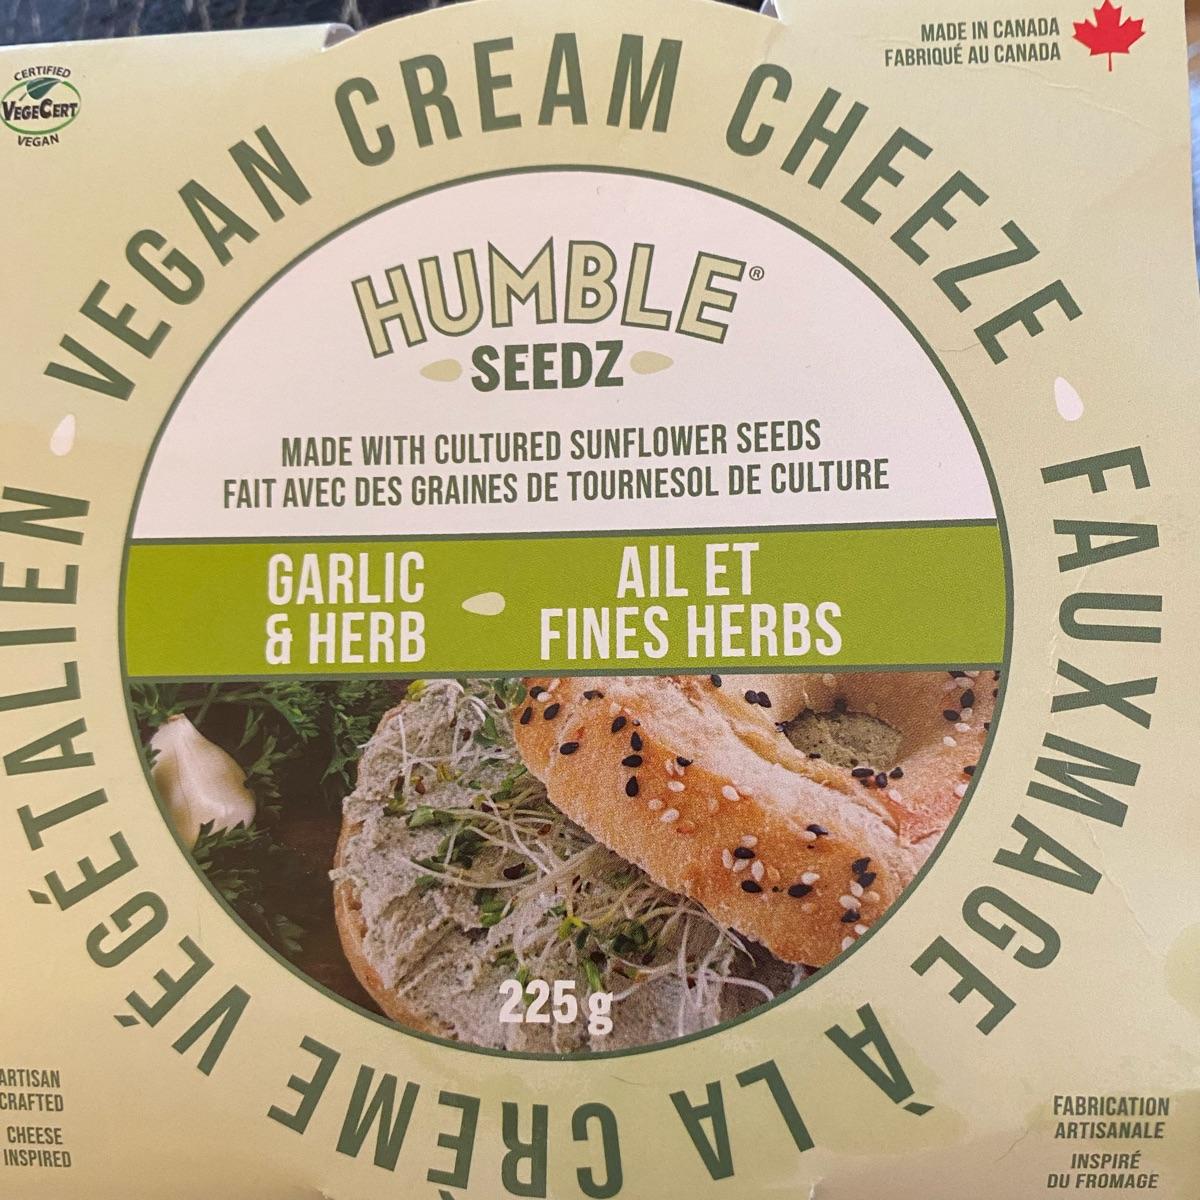 MADE IN CANADA
FABRIQUÉ AU CANADA
CERTIFIED
VEGECERT
VEGAN
VEGAN CREAM CHEEZE
FAUXMAGE À LA CRÈME VÉGÉTALIEN
HUMBLE®
SEEDZ
MADE WITH CULTURED SUNFLOWER SEEDS
FAIT AVEC DES GRAINES DE TOURNESOL DE CULTURE
GARLIC
& HERB
AIL ET
FINES HERBS
225 g
ARTISAN
CRAFTED
CHEESE
INSPIRED
FABRICATION
ARTISANALE
INSPIRÉ
DU FROMAGE